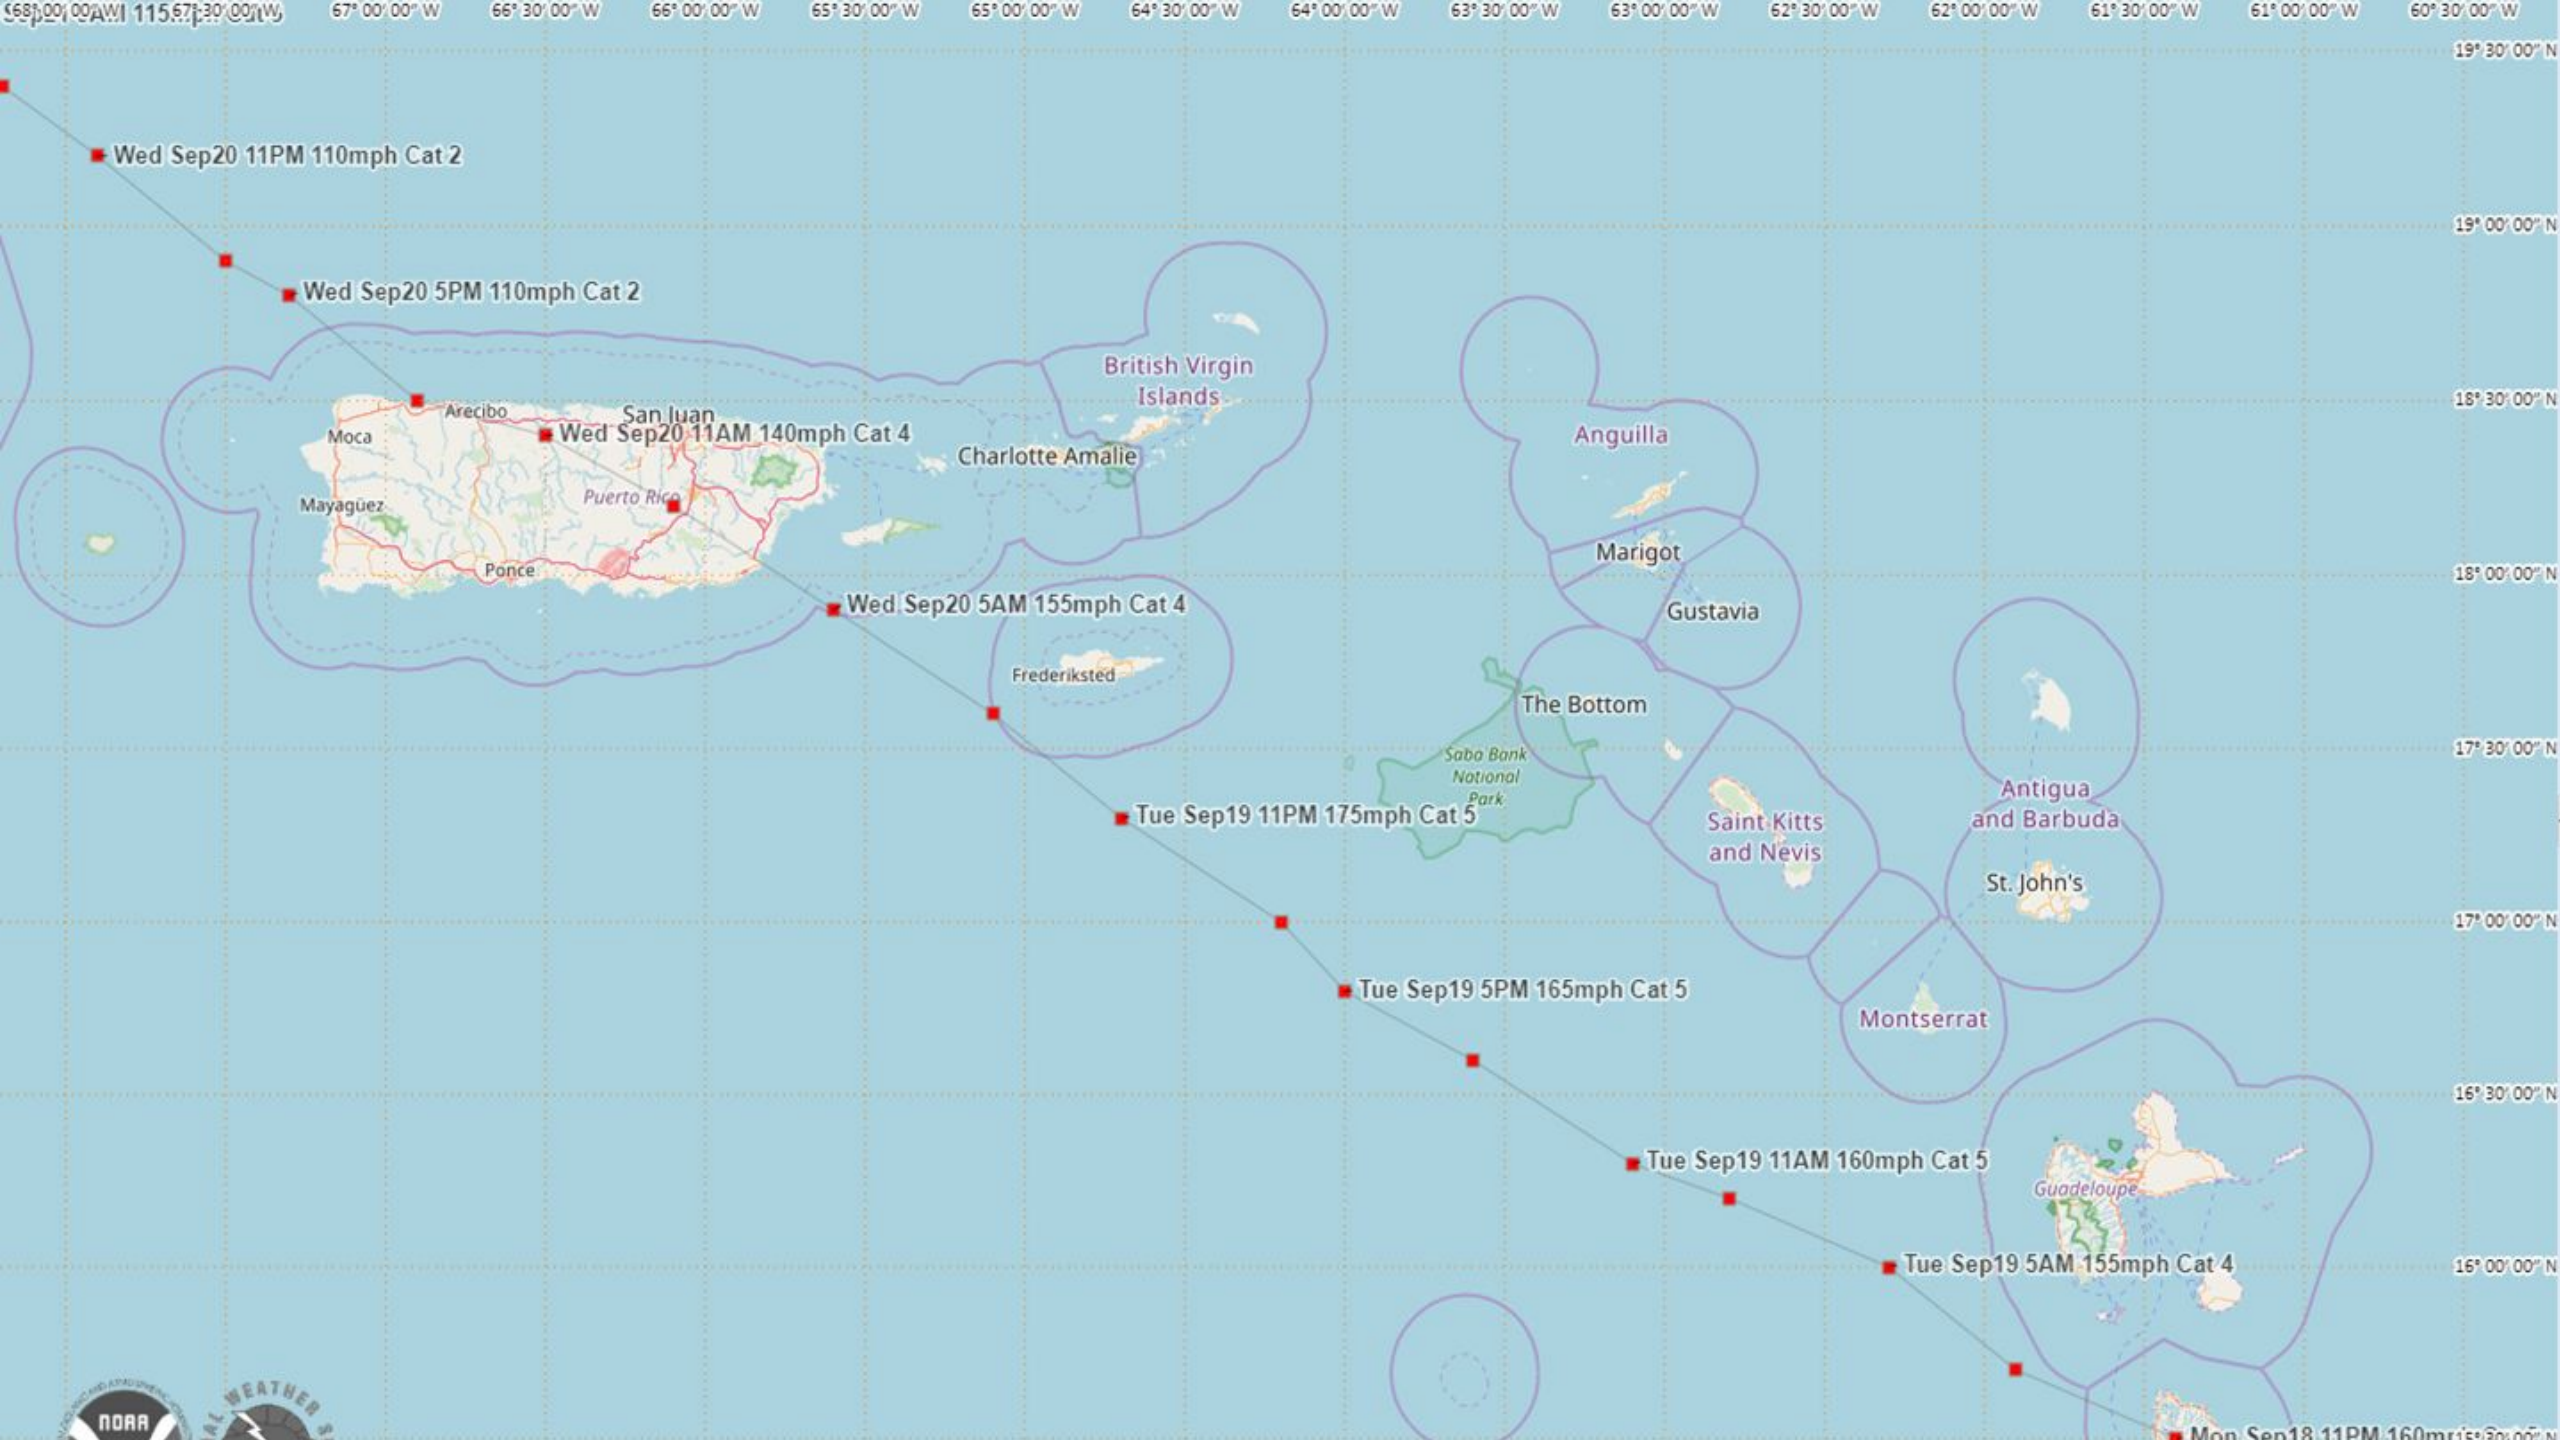 67° 00' 00" W
66° 30' 00" W
66° 00' 00" W
65° 30' 00" W
65° 00' 00" W
64° 30' 00" W
64° 00' 00" W
63° 30' 00" W
63° 00' 00" W
62° 30' 00" W
62° 00' 00" W
61° 30' 00" W
61° 00' 00" W
60° 30' 00" W
19° 30' 00" N
Wed Sep20 11PM 110mph Cat 2
19° 00' 00" N
Wed Sep20 5PM 110mph Cat 2
British Virgin
Islands
18° 30' 00" N
Arecibo
San Juan
Moca
Wed Sep20 11AM 140mph Cat 4
Anguilla
Charlotte Amalie
Puerto Rico
Mayagüez
Marigot
Ponce
18° 00' 00" N
Wed Sep20 5AM 155mph Cat 4
Gustavia
Frederiksted
The Bottom
17° 30' 00" N
Saba Bank
National
Park
Antigua
and Barbuda
Tue Sep19 11PM 175mph Cat 5
Saint Kitts
and Nevis
St. John's
17° 00' 00" N
Tue Sep19 5PM 165mph Cat 5
Montserrat
16° 30' 00" N
Tue Sep19 11AM 160mph Cat 5
Guadeloupe
Tue Sep19 5AM 155mph Cat 4
16° 00' 00" N
WEATHER
NOAA
Mon Sep18 11PM